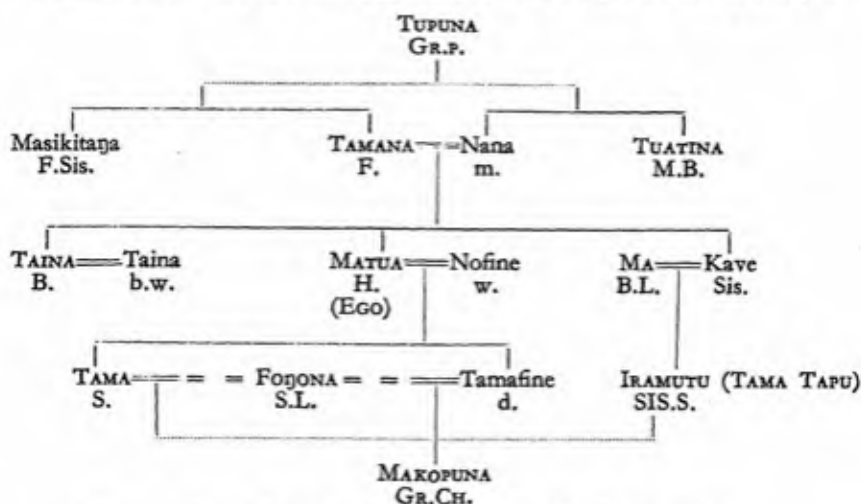 TUPUNA
GR.P.
Masikitaŋa TAMANA Nana TUATINA
F.Sis. F. m. M.B.
TAINA Taina MATUA Nofine MA Kave
B. b.w. H. w. B.L. Sis.
(EGO)
TAMA Foŋona Tamafine IRAMUTU (TAMA TAPU)
S. S.L. d. SIS.S.
MAKOPUNA
GR.CH.